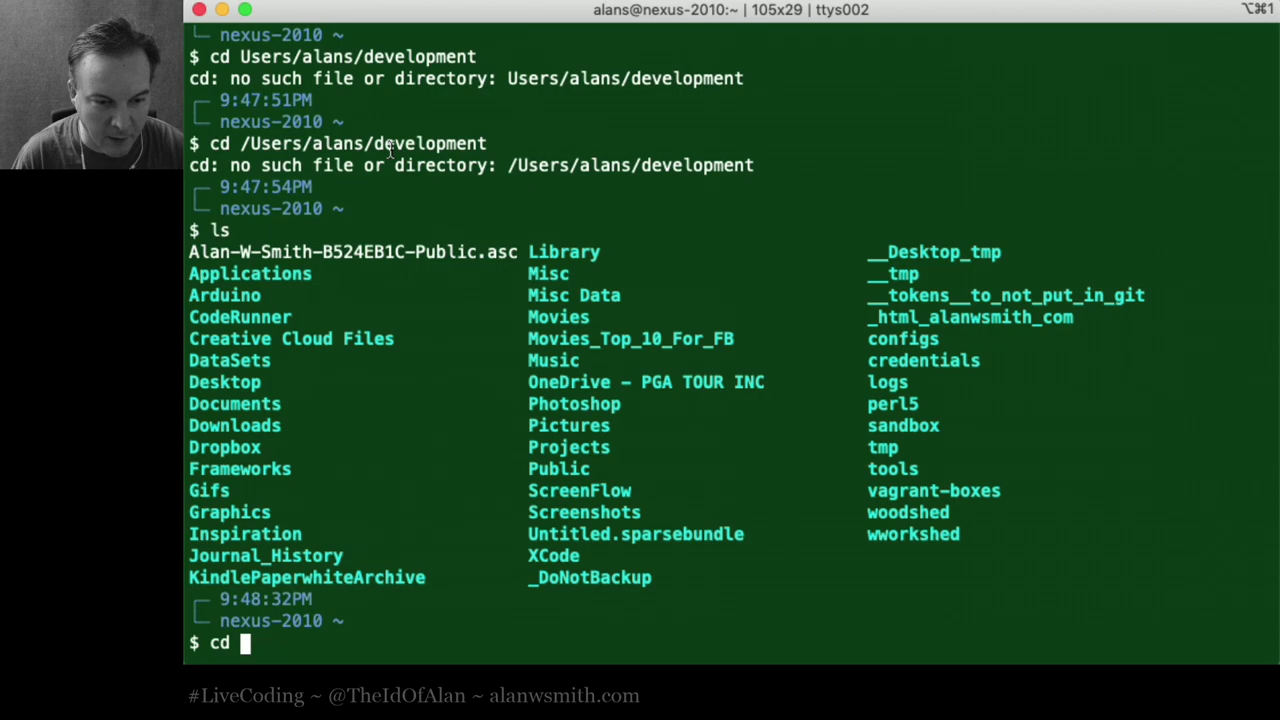 alans@nexus-2010:~ | 105x29 | ttys002
⌥⌘1
nexus-2010 ~
$ cd Users/alans/development
cd: no such file or directory: Users/alans/development
9:47:51PM
nexus-2010 ~
$ cd /Users/alans/development
cd: no such file or directory: /Users/alans/development
9:47:54PM
nexus-2010 ~
$ ls
Alan-W-Smith-B524EB1C-Public.asc Library __Desktop_tmp
Applications Misc __tmp
Arduino Misc Data __tokens__to_not_put_in_git
CodeRunner Movies _html_alanwsmith_com
Creative Cloud Files Movies_Top_10_For_FB configs
DataSets Music credentials
Desktop OneDrive - PGA TOUR INC logs
Documents Photoshop perl5
Downloads Pictures sandbox
Dropbox Projects tmp
Frameworks Public tools
Gifs ScreenFlow vagrant-boxes
Graphics Screenshots woodshed
Inspiration Untitled.sparsebundle wworkshed
Journal_History XCode
KindlePaperwhiteArchive _DoNotBackup
9:48:32PM
nexus-2010 ~
$ cd
#LiveCoding ~ @TheIdOfAlan ~ alanwsmith.com